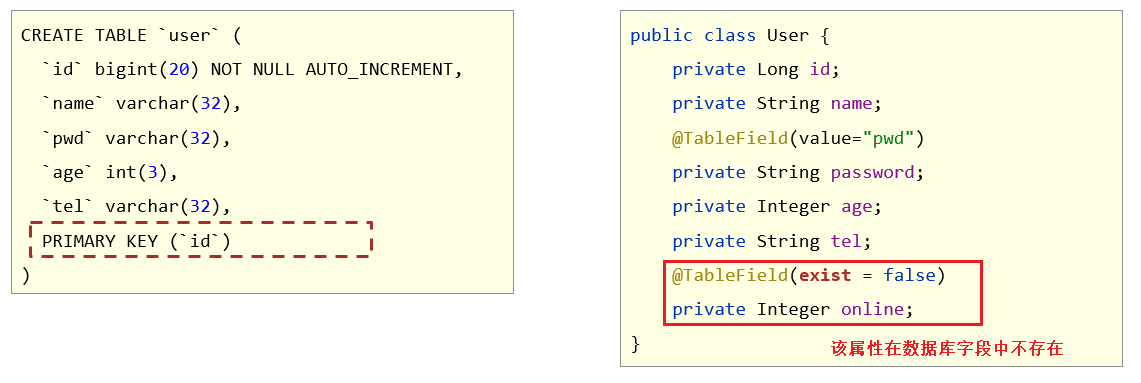 CREATE TABLE `user` (
`id` bigint(20) NOT NULL AUTO_INCREMENT,
`name` varchar(32),
`pwd` varchar(32),
`age` int(3),
`tel` varchar(32),
PRIMARY KEY (`id`)
)
public class User {
private Long id;
private String name;
@TableField(value="pwd")
private String password;
private Integer age;
private String tel;
@TableField(exist = false)
private Integer online;
}
该属性在数据库字段中不存在